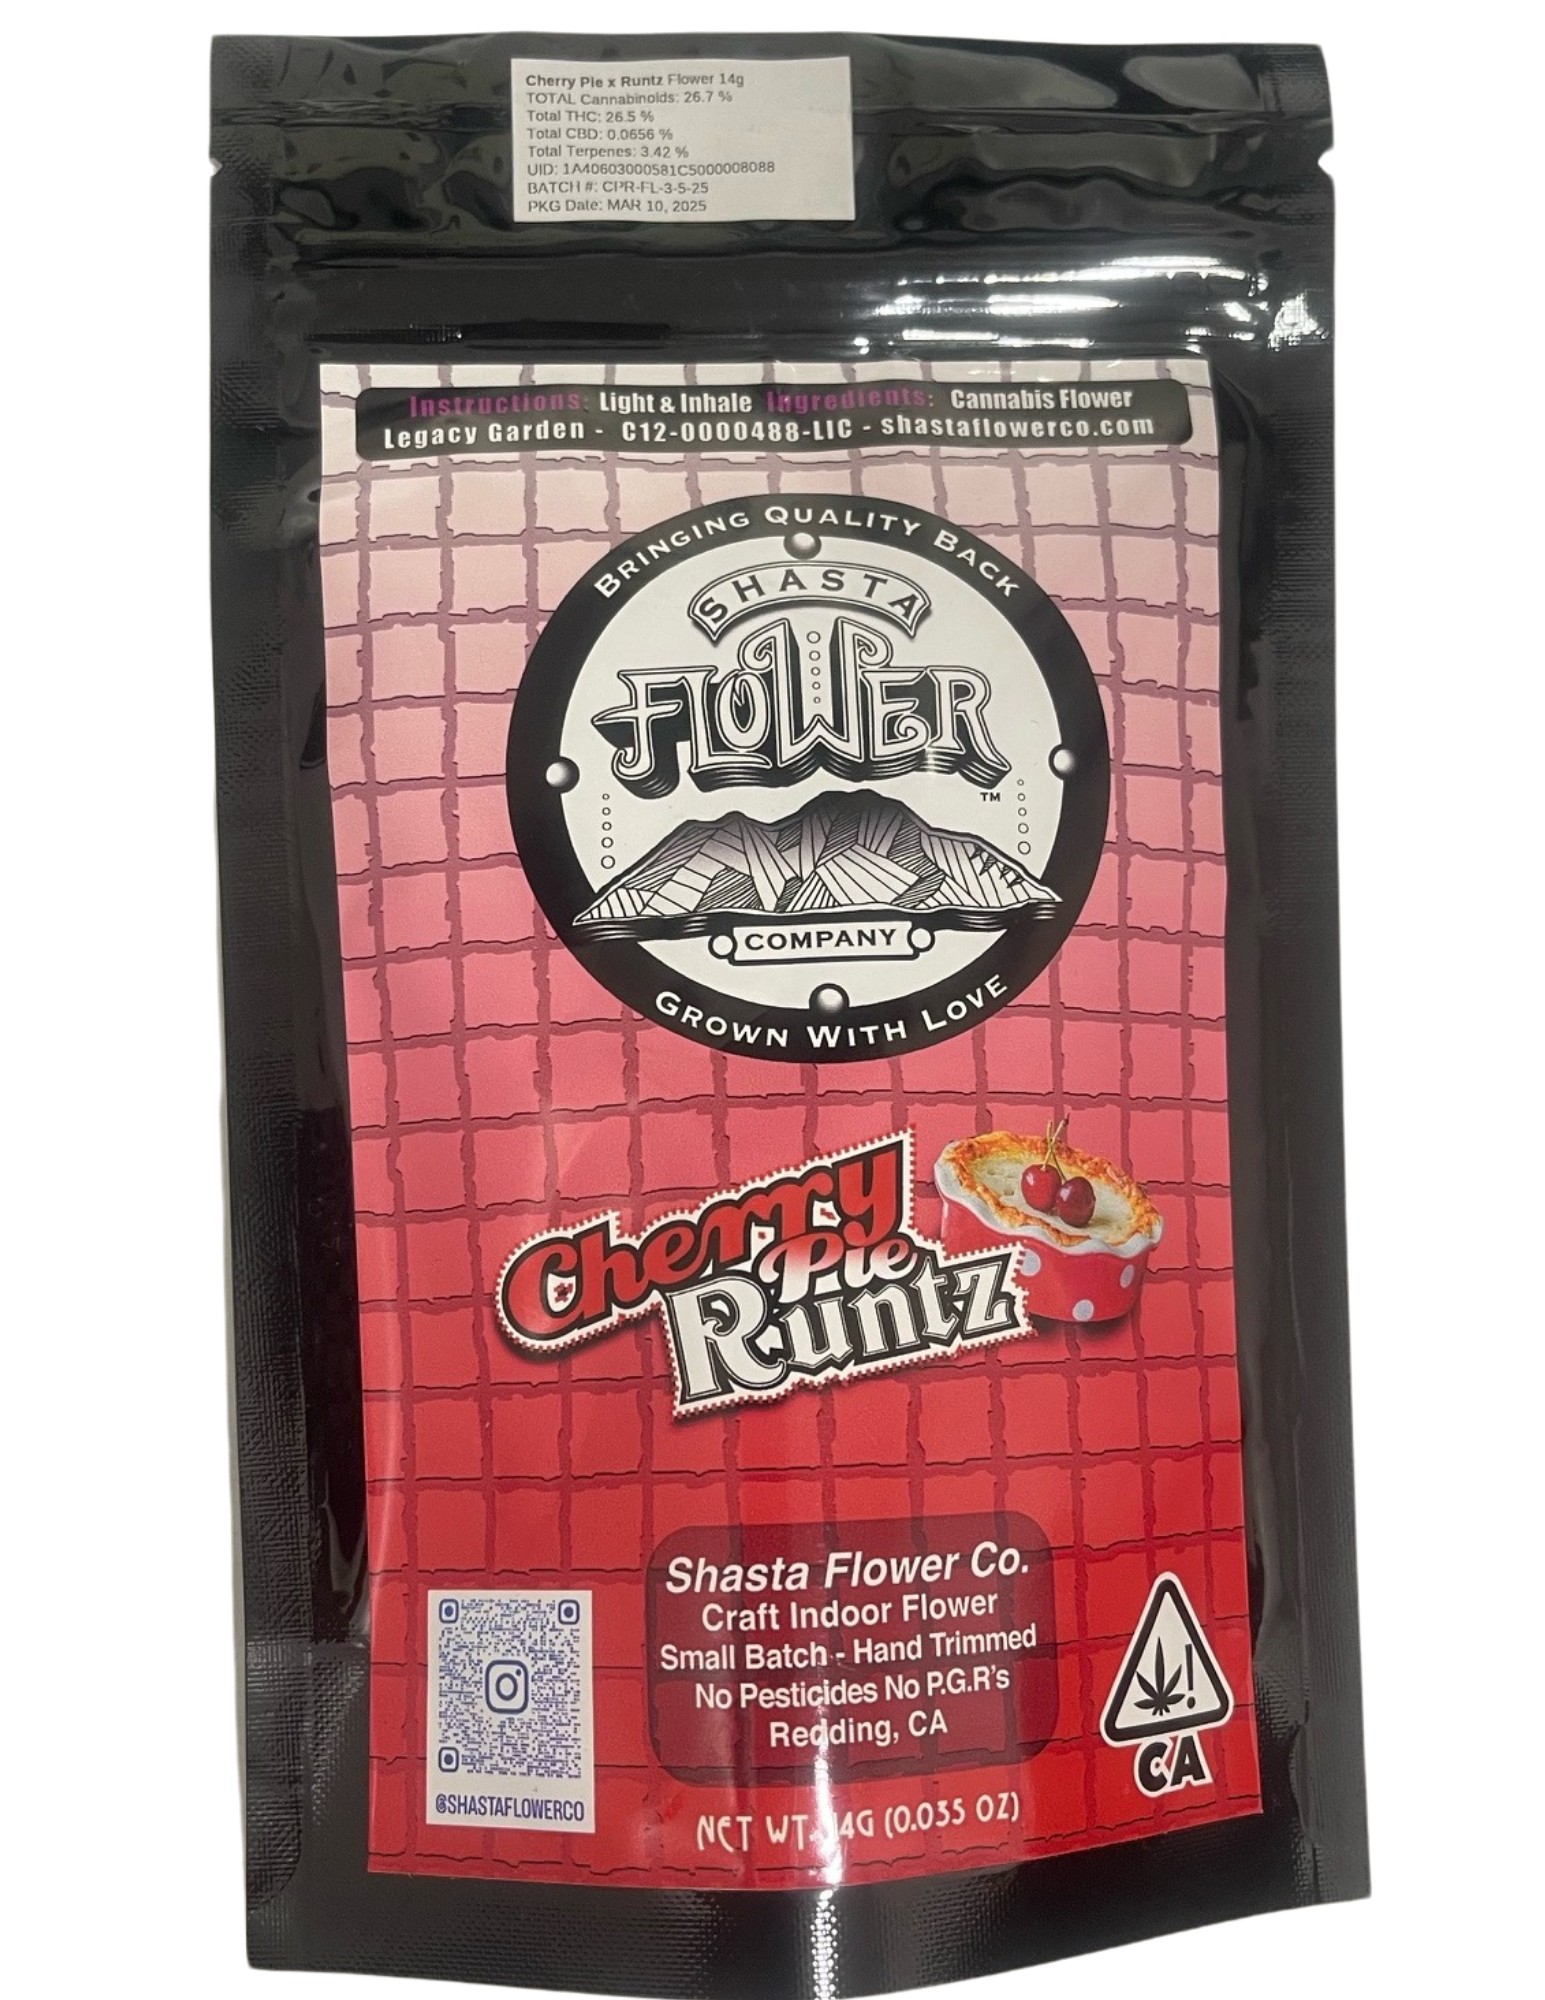 Cherry Pie x Runtz Flower 14g
TOTAL Cannabinoids: 26.7 %
Total THC: 26.5 %
Total CBD: 0.0656 %
Total Terpenes: 3.42 %
UID: 1A40603000581C5000008088
BATCH #: CPR-FL-3-5-25
PKG Date: MAR 10, 2025
Instructions: Light & Inhale Ingredients: Cannabis Flower
Legacy Garden - C12-0000488-LIC - shastaflowerco.com
BRINGING QUALITY BACK
SHASTA
FLOWER
TM
COMPANY
GROWN WITH LOVE
Cherry
Pie
Runtz
Shasta Flower Co.
Craft Indoor Flower
Small Batch - Hand Trimmed
No Pesticides No P.G.R's
Redding, CA
@SHASTAFLOWERCO
!
CA
NET WT. 14G (0.035 OZ)